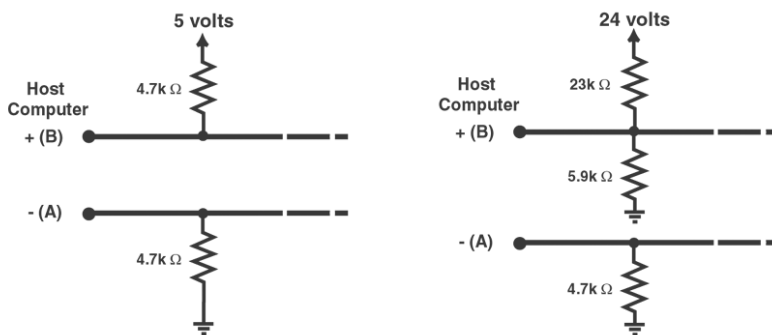 5 volts
4.7k Ω
Host
Computer
+ (B)
- (A)
4.7k Ω
24 volts
23k Ω
Host
Computer
+ (B)
5.9k Ω
- (A)
4.7k Ω